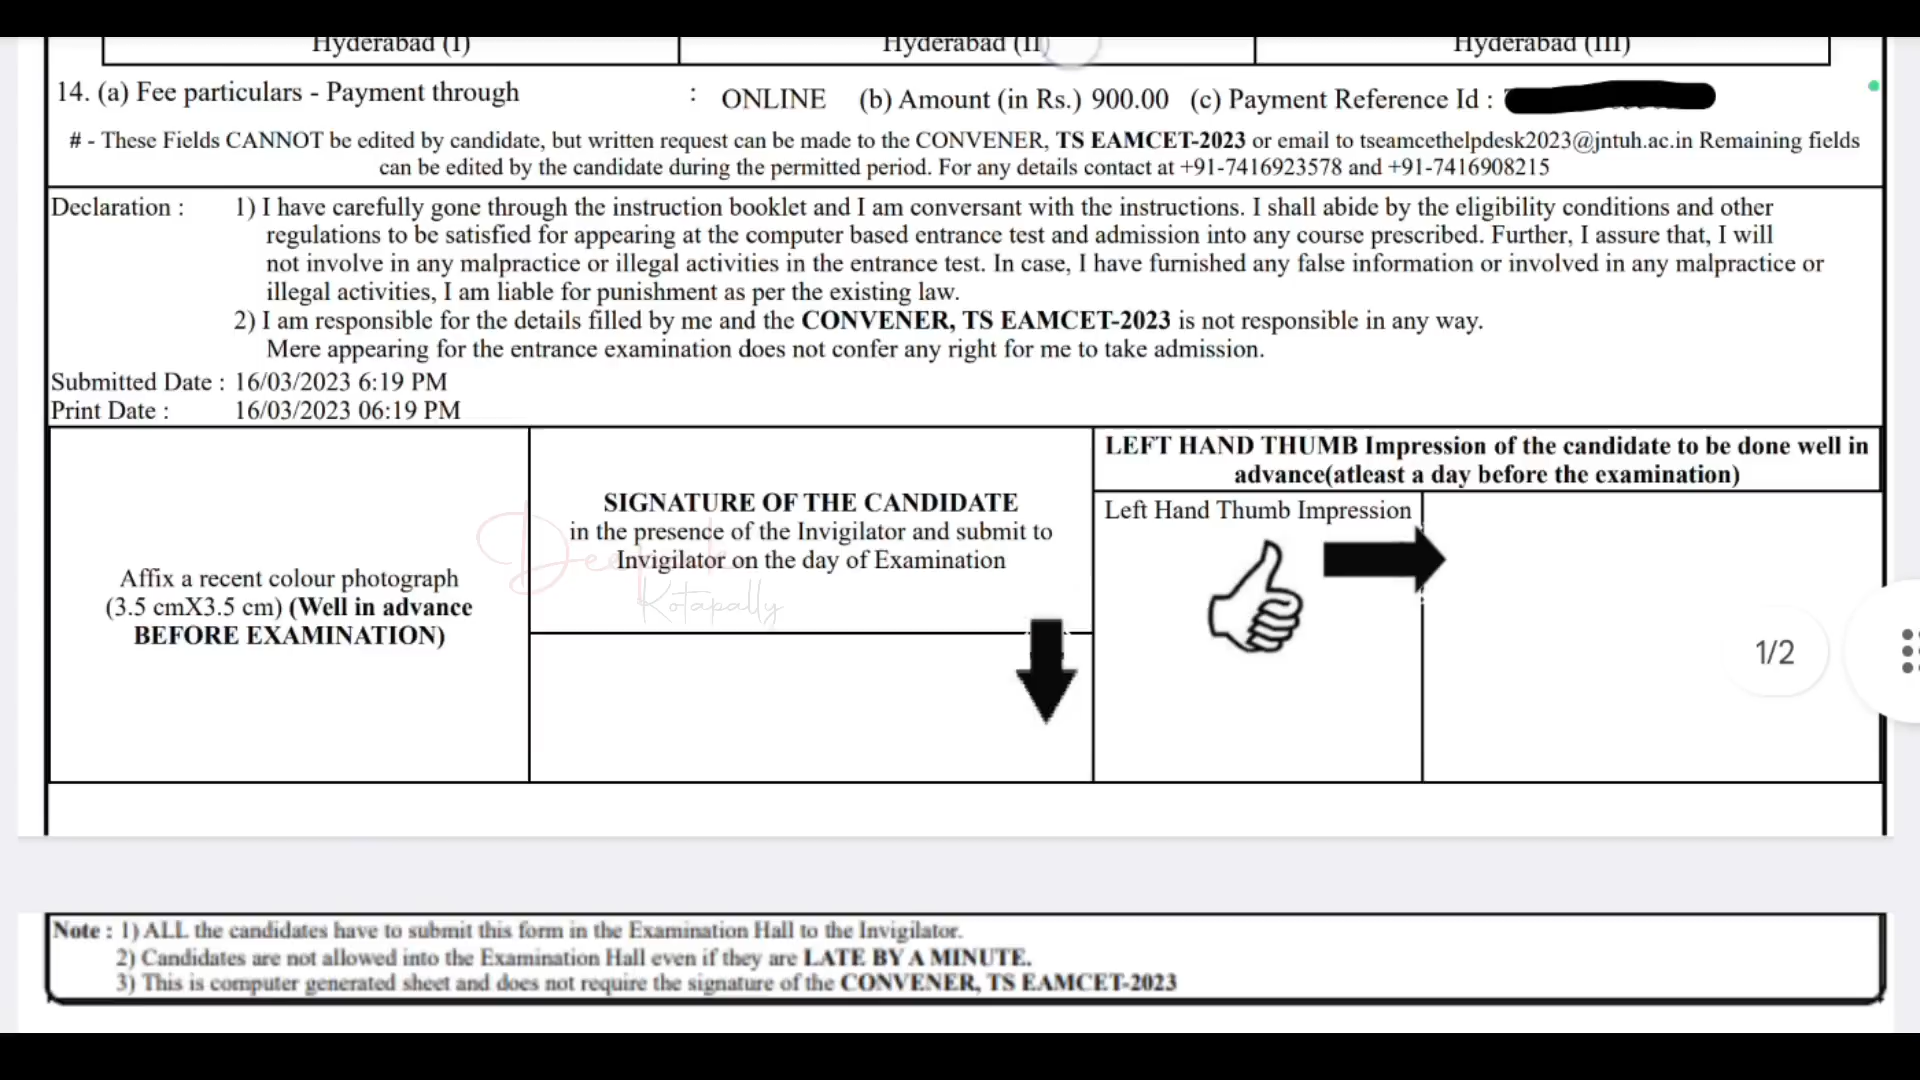 Hyderabad (I) Hyderabad (II) Hyderabad (III)
14. (a) Fee particulars - Payment through : ONLINE (b) Amount (in Rs.) 900.00 (c) Payment Reference Id :
# - These Fields CANNOT be edited by candidate, but written request can be made to the CONVENER, TS EAMCET-2023 or email to tseamcethelpdesk2023@jntuh.ac.in Remaining fields
can be edited by the candidate during the permitted period. For any details contact at +91-7416923578 and +91-7416908215
Declaration : 1) I have carefully gone through the instruction booklet and I am conversant with the instructions. I shall abide by the eligibility conditions and other
regulations to be satisfied for appearing at the computer based entrance test and admission into any course prescribed. Further, I assure that, I will
not involve in any malpractice or illegal activities in the entrance test. In case, I have furnished any false information or involved in any malpractice or
illegal activities, I am liable for punishment as per the existing law.
2) I am responsible for the details filled by me and the CONVENER, TS EAMCET-2023 is not responsible in any way.
Mere appearing for the entrance examination does not confer any right for me to take admission.
Submitted Date : 16/03/2023 6:19 PM
Print Date : 16/03/2023 06:19 PM
Affix a recent colour photograph
(3.5 cmX3.5 cm) (Well in advance
BEFORE EXAMINATION)
SIGNATURE OF THE CANDIDATE
in the presence of the Invigilator and submit to
Invigilator on the day of Examination
Deepak
Kotapally
LEFT HAND THUMB Impression of the candidate to be done well in
advance(atleast a day before the examination)
Left Hand Thumb Impression
1/2
Note : 1) ALL the candidates have to submit this form in the Examination Hall to the Invigilator.
2) Candidates are not allowed into the Examination Hall even if they are LATE BY A MINUTE.
3) This is computer generated sheet and does not require the signature of the CONVENER, TS EAMCET-2023